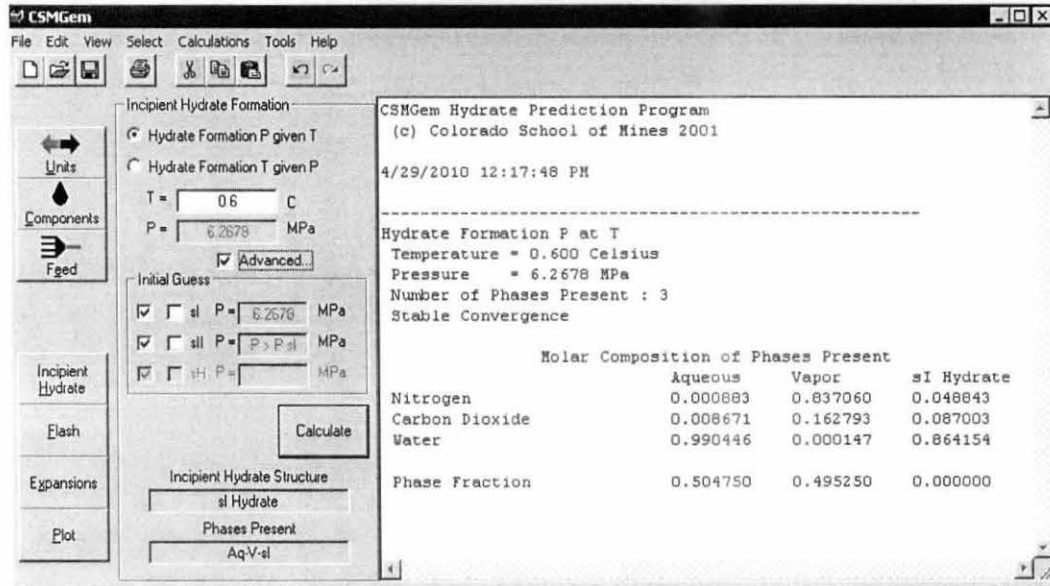 CSMGem
File Edit View Select Calculations Tools Help
Units
Components
Feed
Incipient Hydrate
Flash
Expansions
Plot
Incipient Hydrate Formation
Hydrate Formation P given T
Hydrate Formation T given P
T = 0.6 C
P = 6.2678 MPa
Advanced...
Initial Guess
sI P = 6.2678 MPa
sII P = P > P sI MPa
sH P = MPa
Calculate
Incipient Hydrate Structure
sI Hydrate
Phases Present
Aq-V-sI
CSMGem Hydrate Prediction Program
(c) Colorado School of Mines 2001
4/29/2010 12:17:48 PM
----------------------------------------------------------------
Hydrate Formation P at T
Temperature = 0.600 Celsius
Pressure = 6.2678 MPa
Number of Phases Present : 3
Stable Convergence
Molar Composition of Phases Present
Aqueous Vapor sI Hydrate
Nitrogen 0.000883 0.837060 0.048843
Carbon Dioxide 0.008671 0.162793 0.087003
Water 0.990446 0.000147 0.864154
Phase Fraction 0.504750 0.495250 0.000000